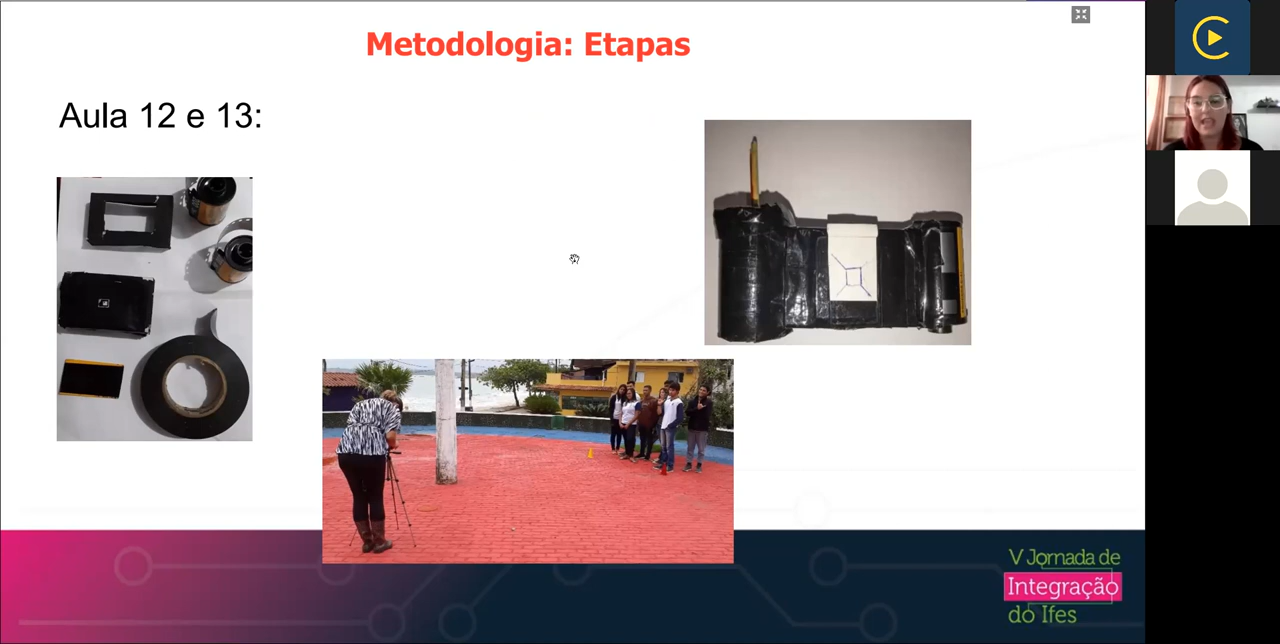 Metodologia: Etapas
Aula 12 e 13:
V Jornada de
Integração
do Ifes